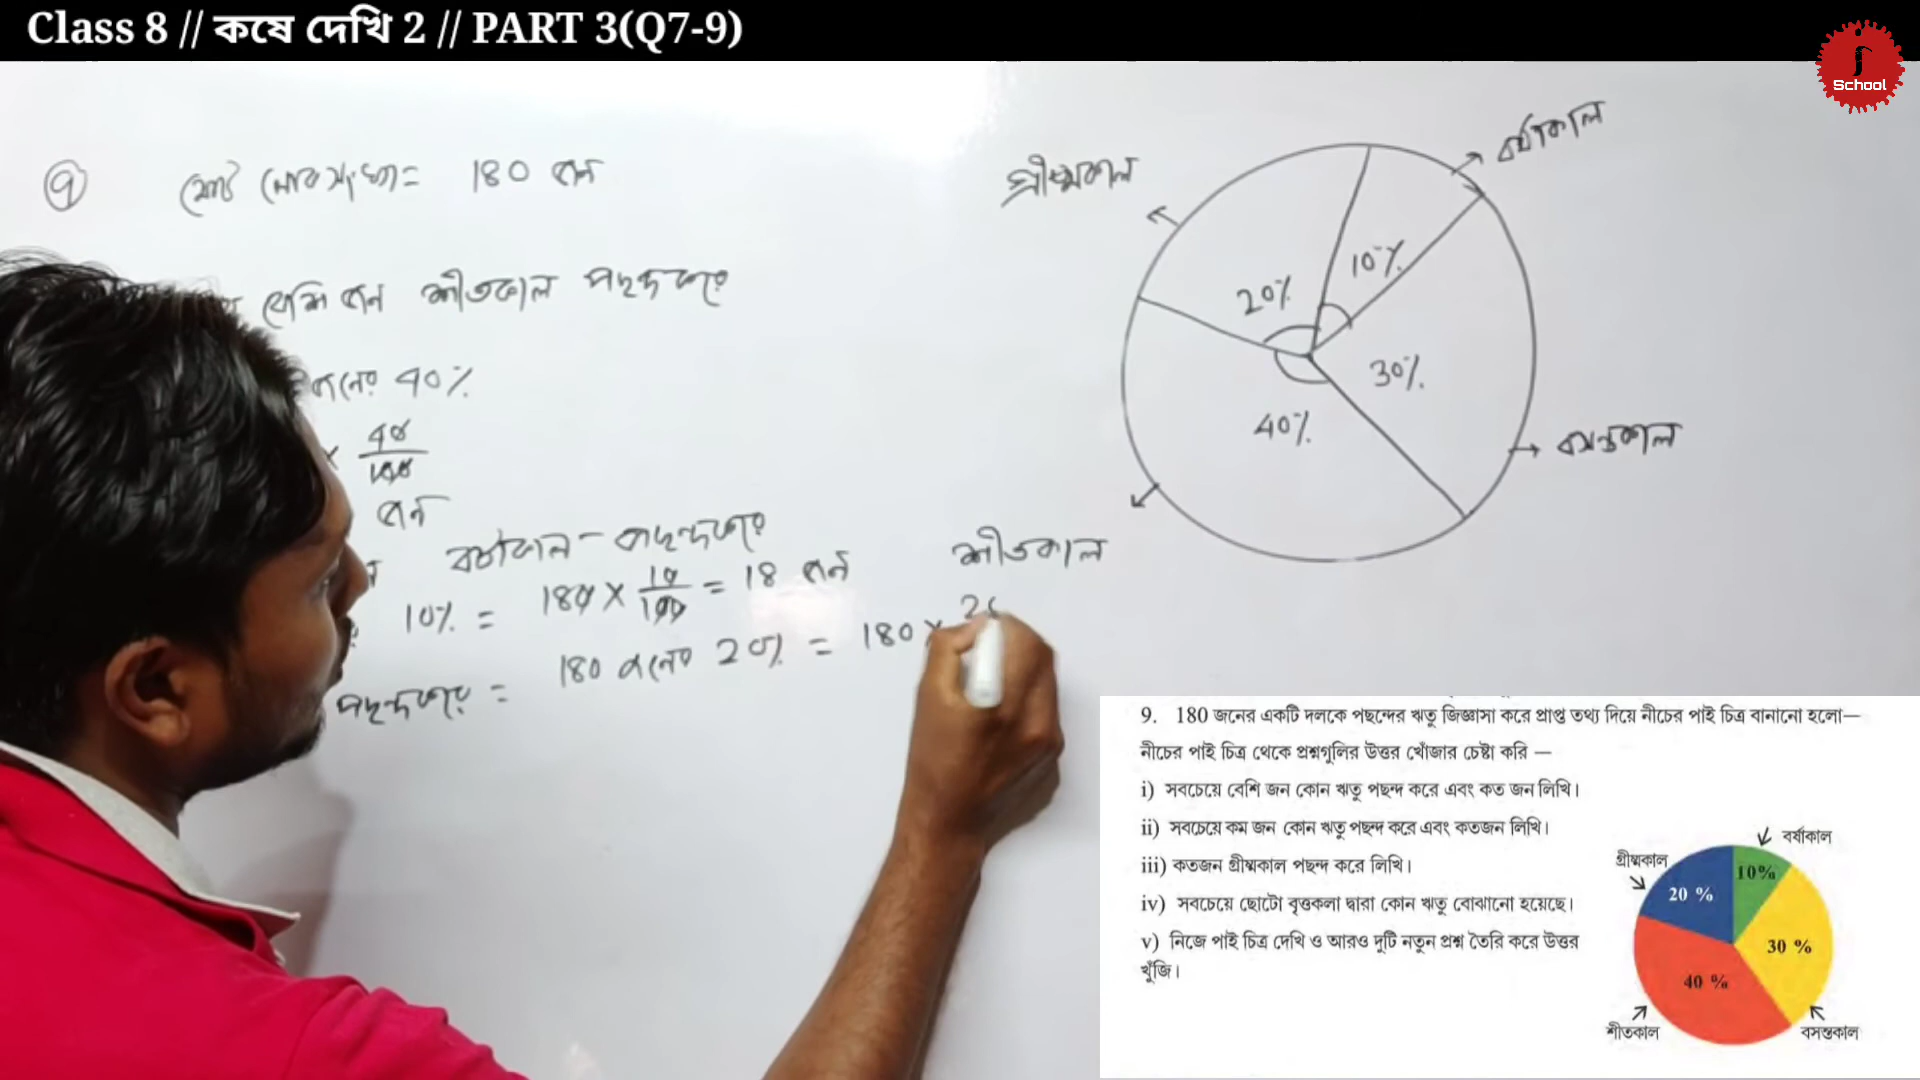 Class 8 // কষে দেখি 2 // PART 3(Q7-9)
School
9
মোট লোকসংখ্যা = 180 জন
বেশি জন শীতকাল পছন্দ করে
জনের 40%
× 40/100
জন
বর্ষাকাল - পছন্দ করে
10% = 180 × 10/100 = 18 জন
পছন্দ করে = 180 জনের 20% = 180 ×
গ্রীষ্মকাল
বর্ষাকাল
10%
20%
30%
40%
বসন্তকাল
শীতকাল
9. 180 জনের একটি দলকে পছন্দের ঋতু জিজ্ঞাসা করে প্রাপ্ত তথ্য দিয়ে নীচের পাই চিত্র বানানো হলো—
নীচের পাই চিত্র থেকে প্রশ্নগুলির উত্তর খোঁজার চেষ্টা করি —
i) সবচেয়ে বেশি জন কোন ঋতু পছন্দ করে এবং কত জন লিখি।
ii) সবচেয়ে কম জন কোন ঋতু পছন্দ করে এবং কতজন লিখি।
iii) কতজন গ্রীষ্মকাল পছন্দ করে লিখি।
iv) সবচেয়ে ছোটো বৃত্তকলা দ্বারা কোন ঋতু বোঝানো হয়েছে।
v) নিজে পাই চিত্র দেখি ও আরও দুটি নতুন প্রশ্ন তৈরি করে উত্তর
খুঁজি।
বর্ষাকাল
গ্রীষ্মকাল
10%
20 %
30 %
40 %
শীতকাল
বসন্তকাল